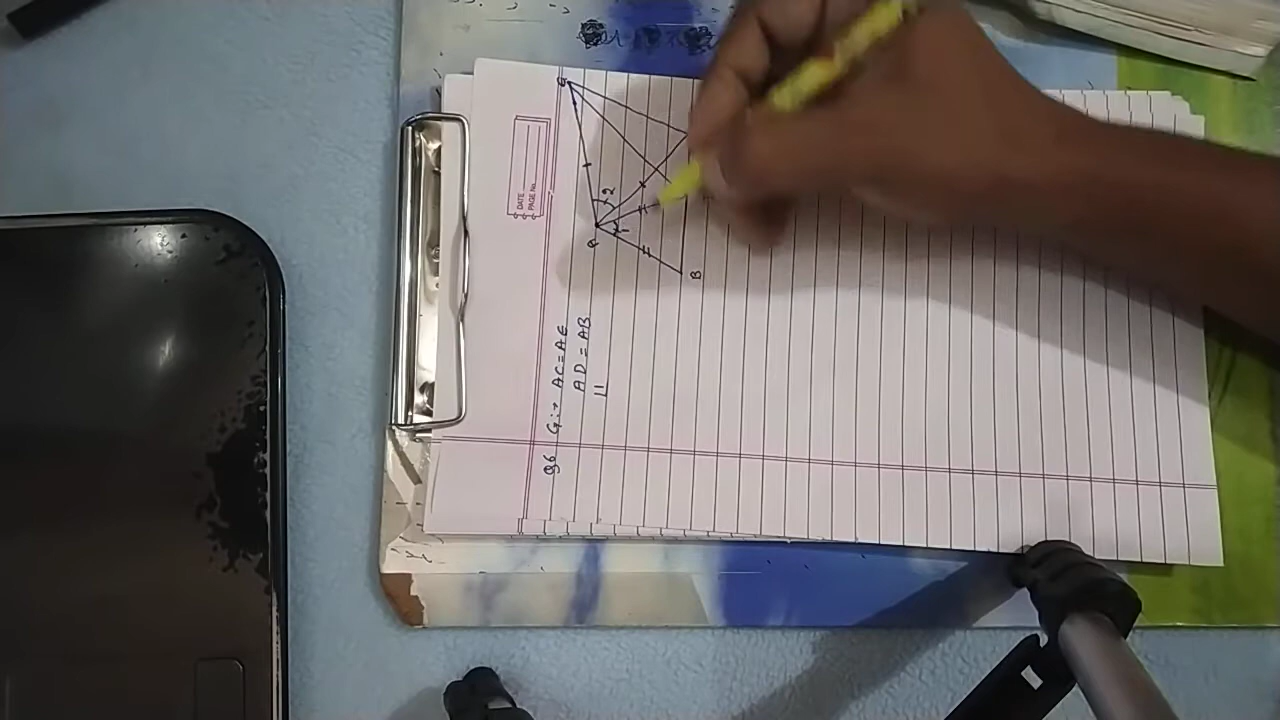 DATE
PAGE No.
Q6 G:→ AC=AE
AD=AB
A
B
1
2